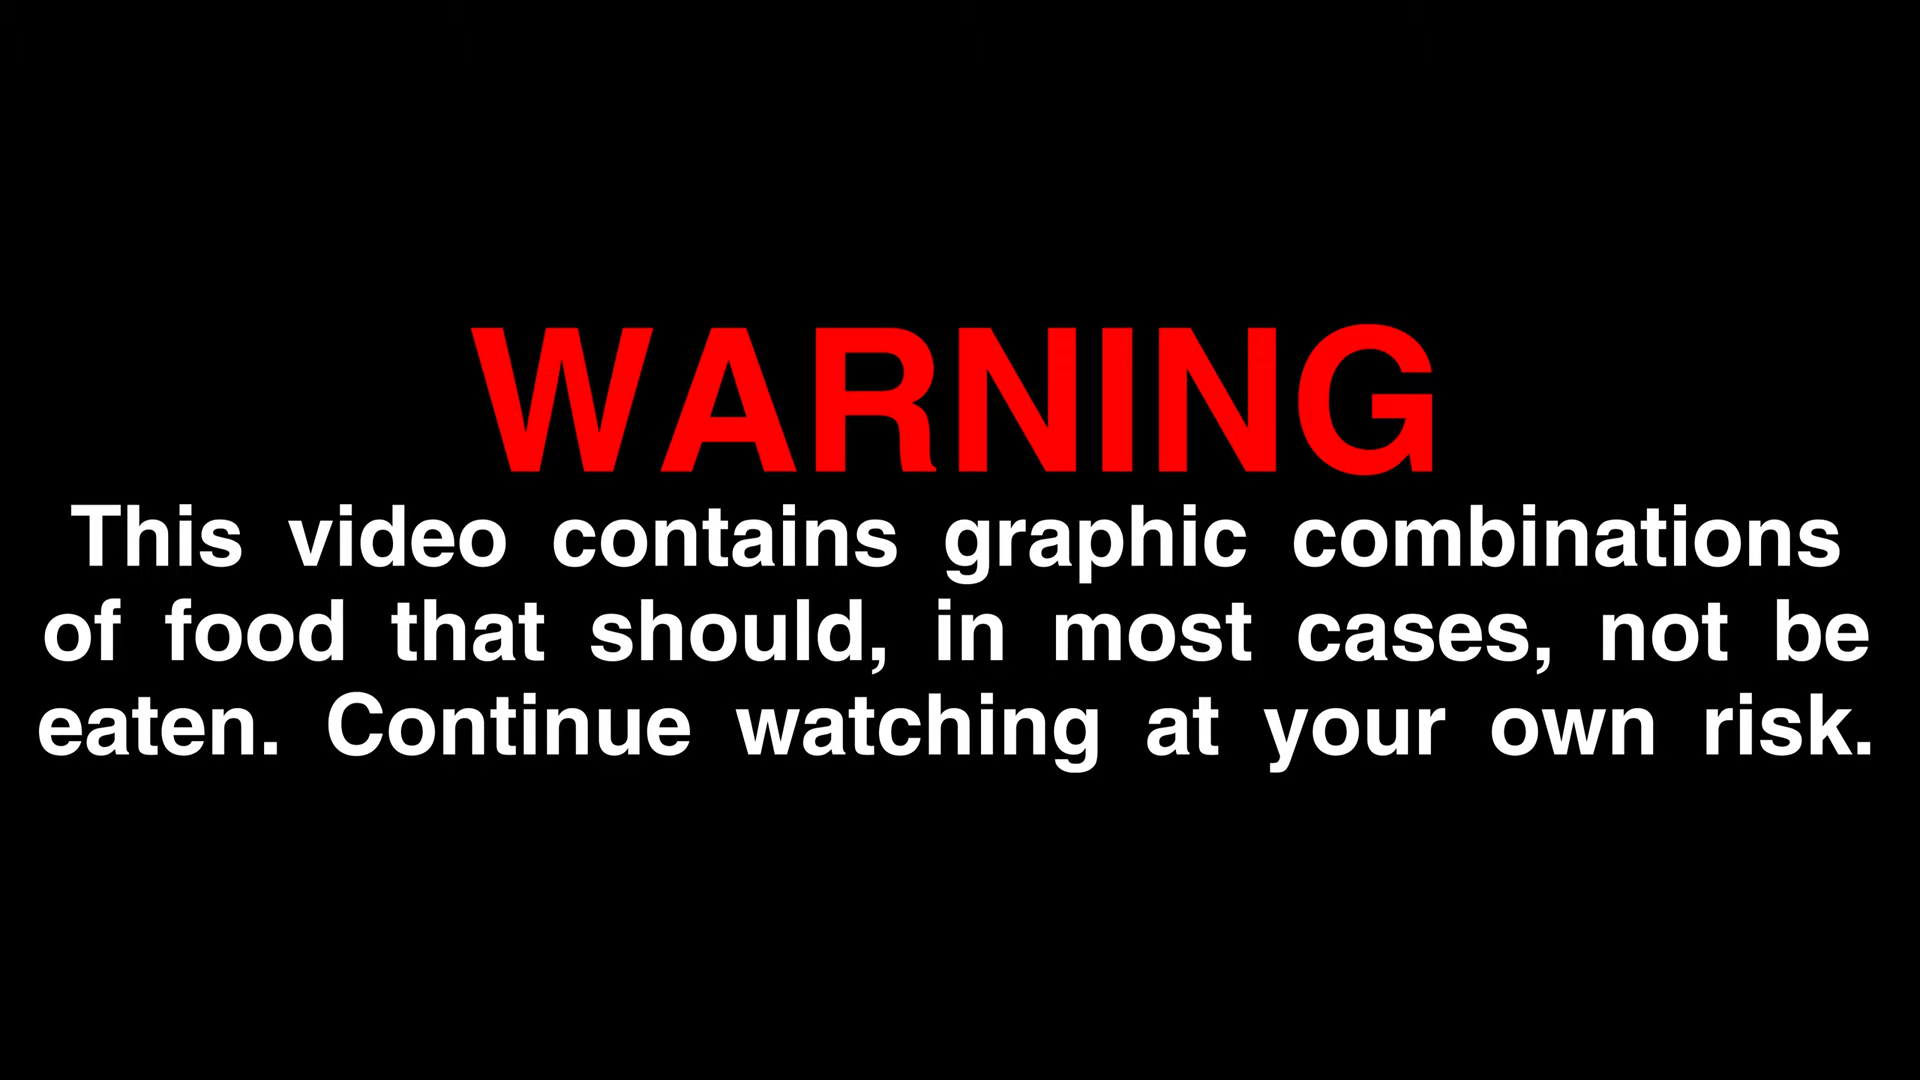 WARNING
This video contains graphic combinations
of food that should, in most cases, not be
eaten. Continue watching at your own risk.